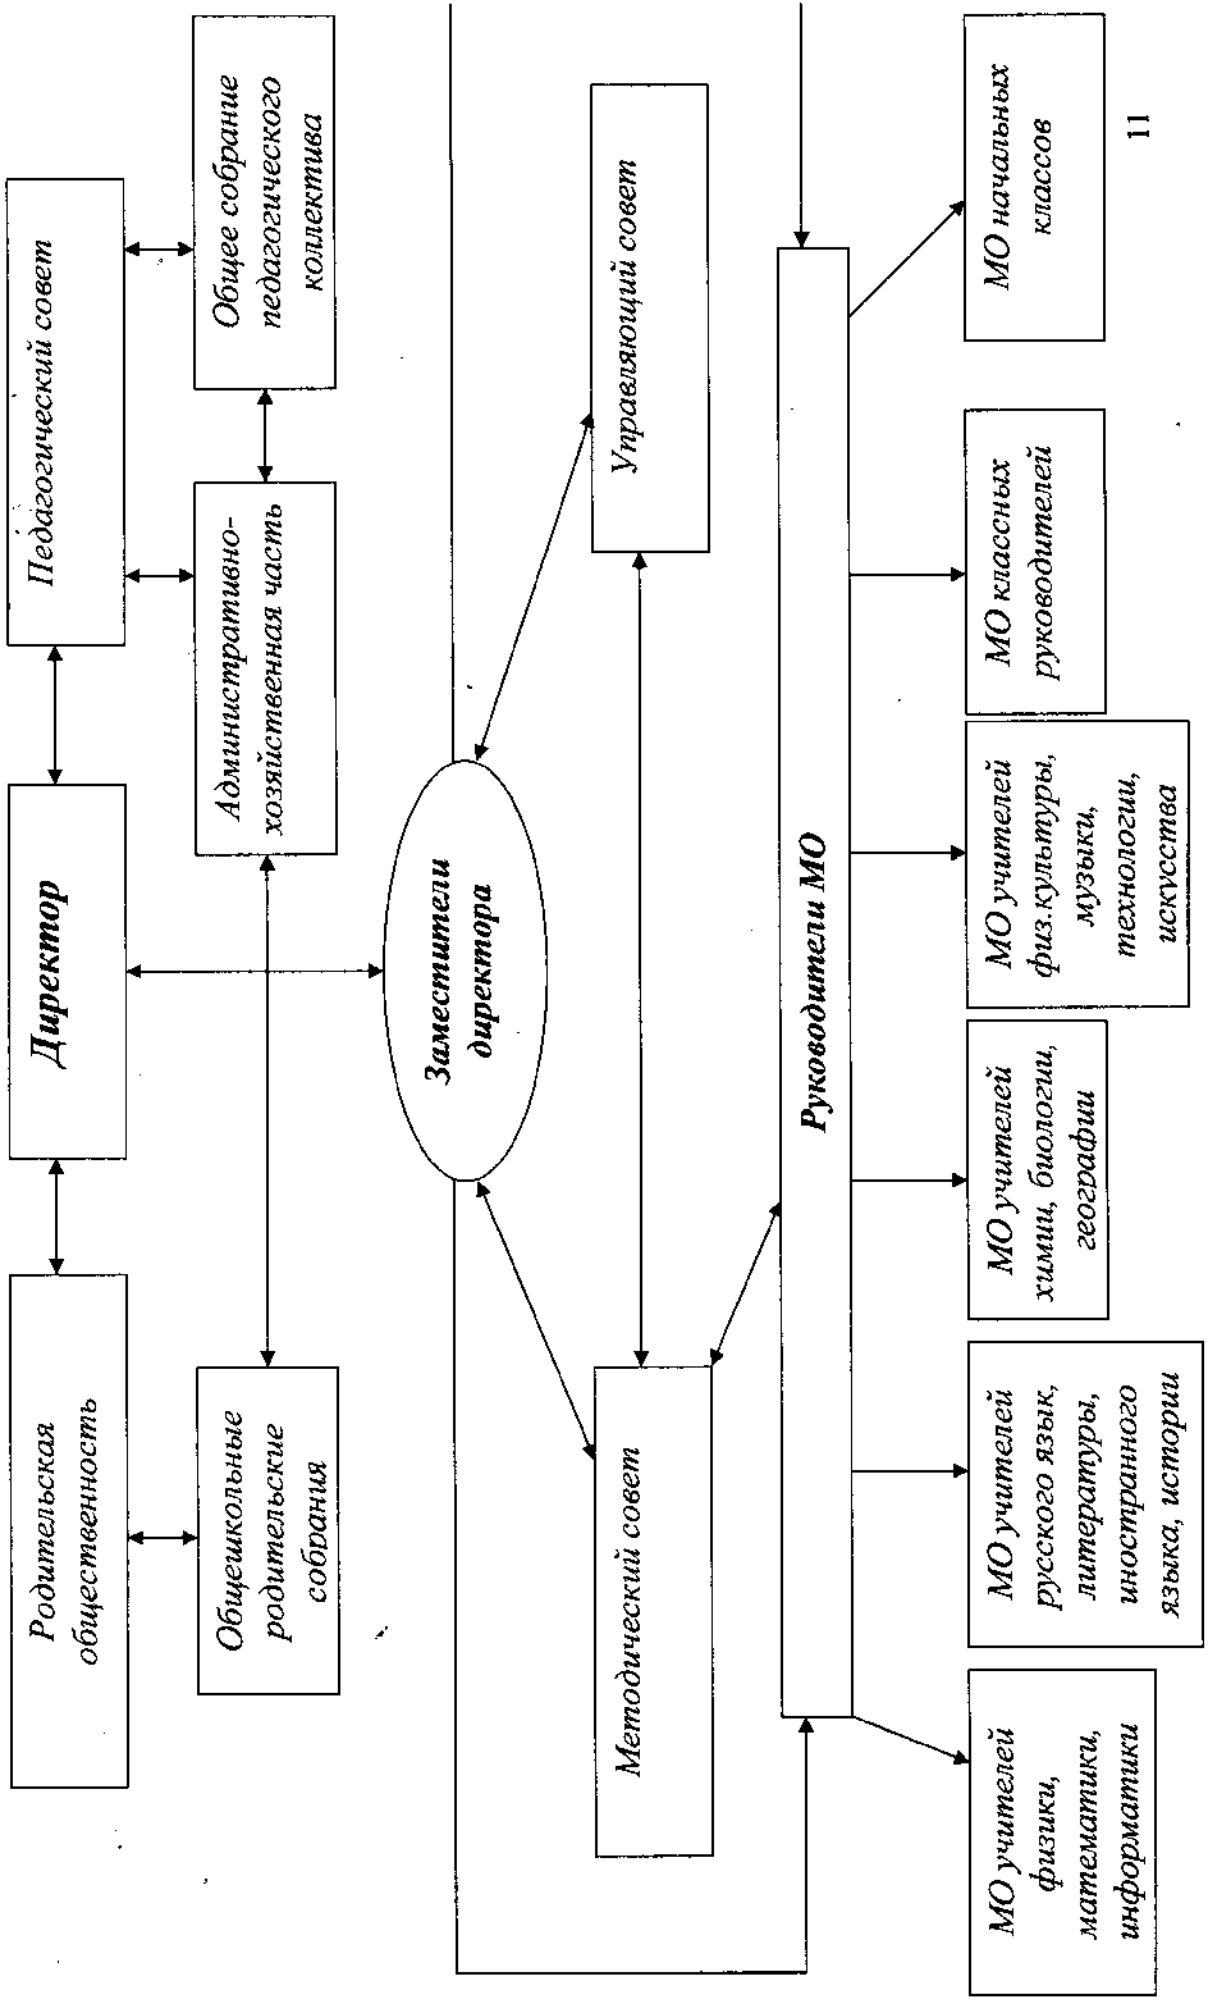 Родительская
общественность
Директор
Педагогический совет
Общешкольные
родительские
собрания
Административно-
хозяйственная часть
Общее собрание
педагогического
коллектива
Заместители
директора
Методический совет
Управляющий совет
Руководители МО
МО учителей
физики,
математики,
информатики
МО учителей
русского язык,
литературы,
иностранного
языка, истории
МО учителей
химии, биологии,
географии
МО учителей
физ.культуры,
музыки,
технологии,
искусства
МО классных
руководителей
МО начальных
классов
11